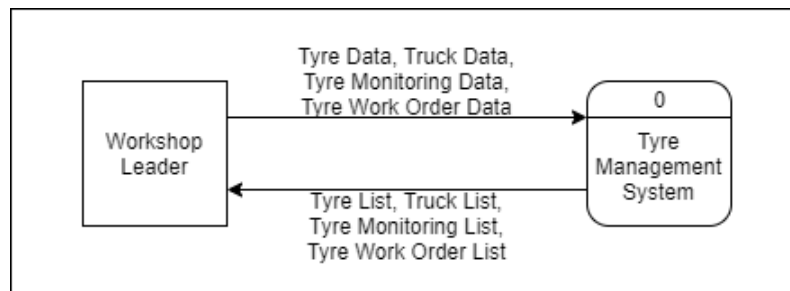 Tyre Data, Truck Data,
Tyre Monitoring Data,
Tyre Work Order Data
Workshop
Leader
0
Tyre
Management
System
Tyre List, Truck List,
Tyre Monitoring List,
Tyre Work Order List